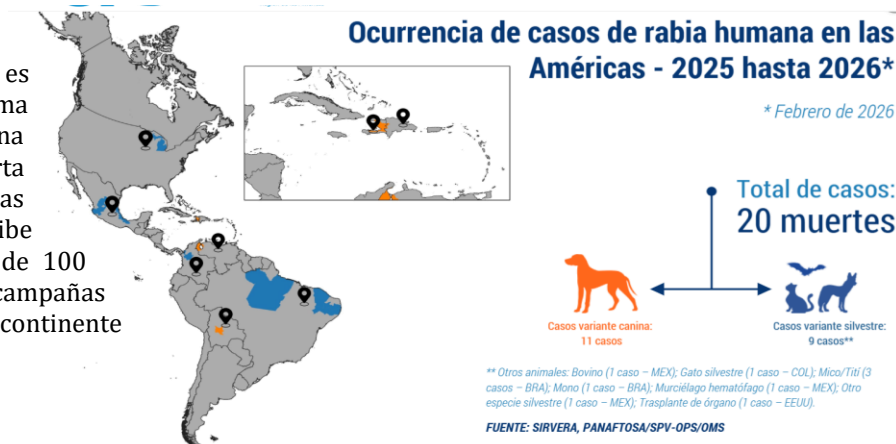 Ocurrencia de casos de rabia humana en las
Américas - 2025 hasta 2026*
* Febrero de 2026
es
na
as
de 100
campañas
continente
Total de casos:
20 muertes
Casos variante canina:
11 casos
Casos variante silvestre:
9 casos**
** Otros animales: Bovino (1 caso – MEX); Gato silvestre (1 caso – COL); Mico/Tití (3
casos – BRA); Mono (1 caso – BRA); Murciélago hematófago (1 caso – MEX); Otro
especie silvestre (1 caso – MEX); Trasplante de órgano (1 caso – EEUU).
FUENTE: SIRVERA, PANAFTOSA/SPV-OPS/OMS